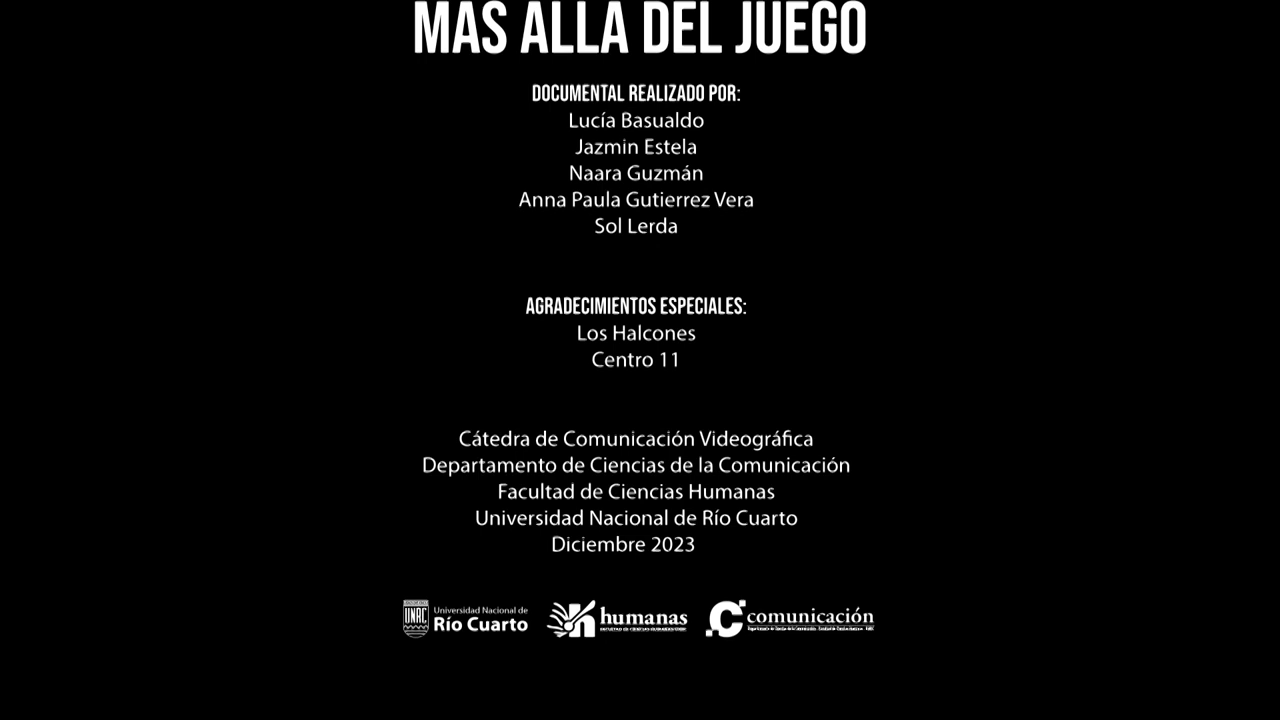 MAS ALLA DEL JUEGO
DOCUMENTAL REALIZADO POR:
Lucía Basualdo
Jazmin Estela
Naara Guzmán
Anna Paula Gutierrez Vera
Sol Lerda
AGRADECIMIENTOS ESPECIALES:
Los Halcones
Centro 11
Cátedra de Comunicación Videográfica
Departamento de Ciencias de la Comunicación
Facultad de Ciencias Humanas
Universidad Nacional de Río Cuarto
Diciembre 2023
UNRC
Universidad Nacional de
Río Cuarto
humanas
comunicación